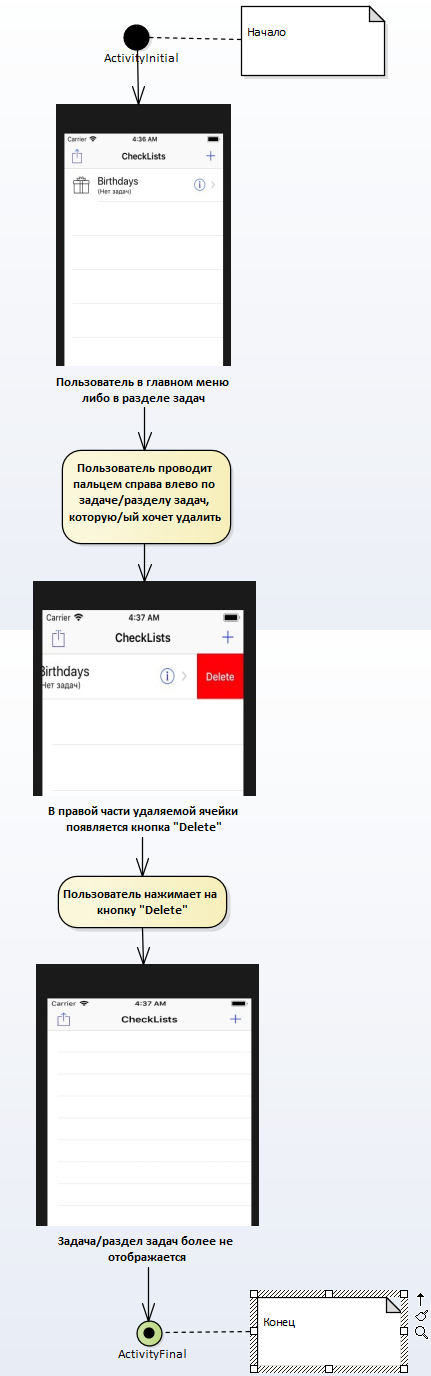 Начало
ActivityInitial
Carrier 4:36 AM
CheckLists
Birthdays
(Нет задач)
Пользователь в главном меню
либо в разделе задач
Пользователь проводит
пальцем справа влево по
задаче/разделу задач,
которую/ый хочет удалить
Carrier 4:37 AM
CheckLists
Birthdays
(Нет задач)
Delete
В правой части удаляемой ячейки
появляется кнопка "Delete"
Пользователь нажимает на
кнопку "Delete"
Carrier 4:37 AM
CheckLists
Задача/раздел задач более не
отображается
Конец
ActivityFinal